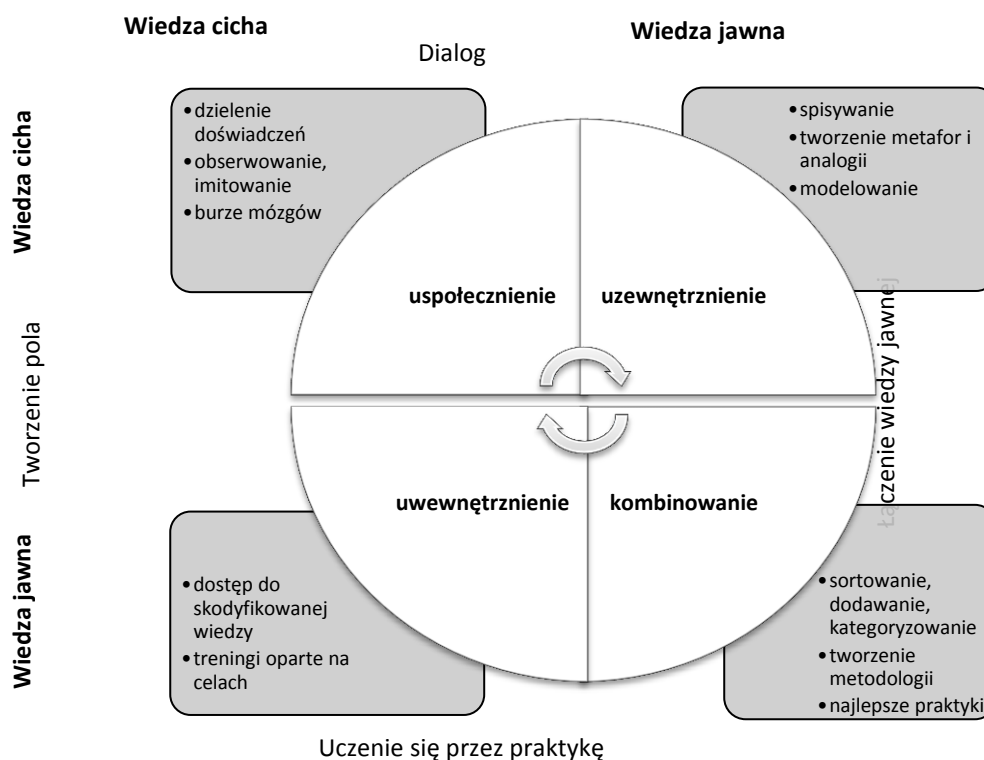 Wiedza cicha
Wiedza jawna
Dialog
Wiedza cicha
• dzielenie
doświadczeń
• obserwowanie,
imitowanie
• burze mózgów
• spisywanie
• tworzenie metafor i
analogii
• modelowanie
uspołecznienie
uzewnętrznienie
Tworzenie pola
Łączenie wiedzy jawnej
uwewnętrznienie
kombinowanie
Wiedza jawna
• dostęp do
skodyfikowanej
wiedzy
• treningi oparte na
celach
• sortowanie,
dodawanie,
kategoryzowanie
• tworzenie
metodologii
• najlepsze praktyki
Uczenie się przez praktykę